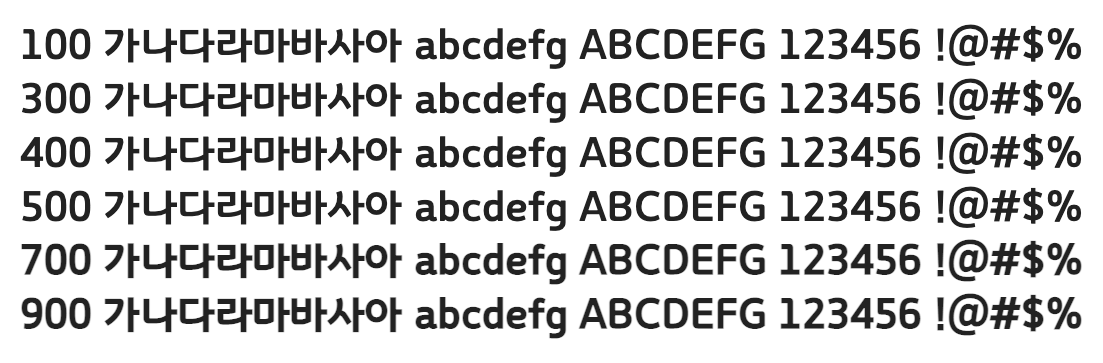 100 가나다라마바사아 abcdefg ABCDEFG 123456 !@#$%
300 가나다라마바사아 abcdefg ABCDEFG 123456 !@#$%
400 가나다라마바사아 abcdefg ABCDEFG 123456 !@#$%
500 가나다라마바사아 abcdefg ABCDEFG 123456 !@#$%
700 가나다라마바사아 abcdefg ABCDEFG 123456 !@#$%
900 가나다라마바사아 abcdefg ABCDEFG 123456 !@#$%